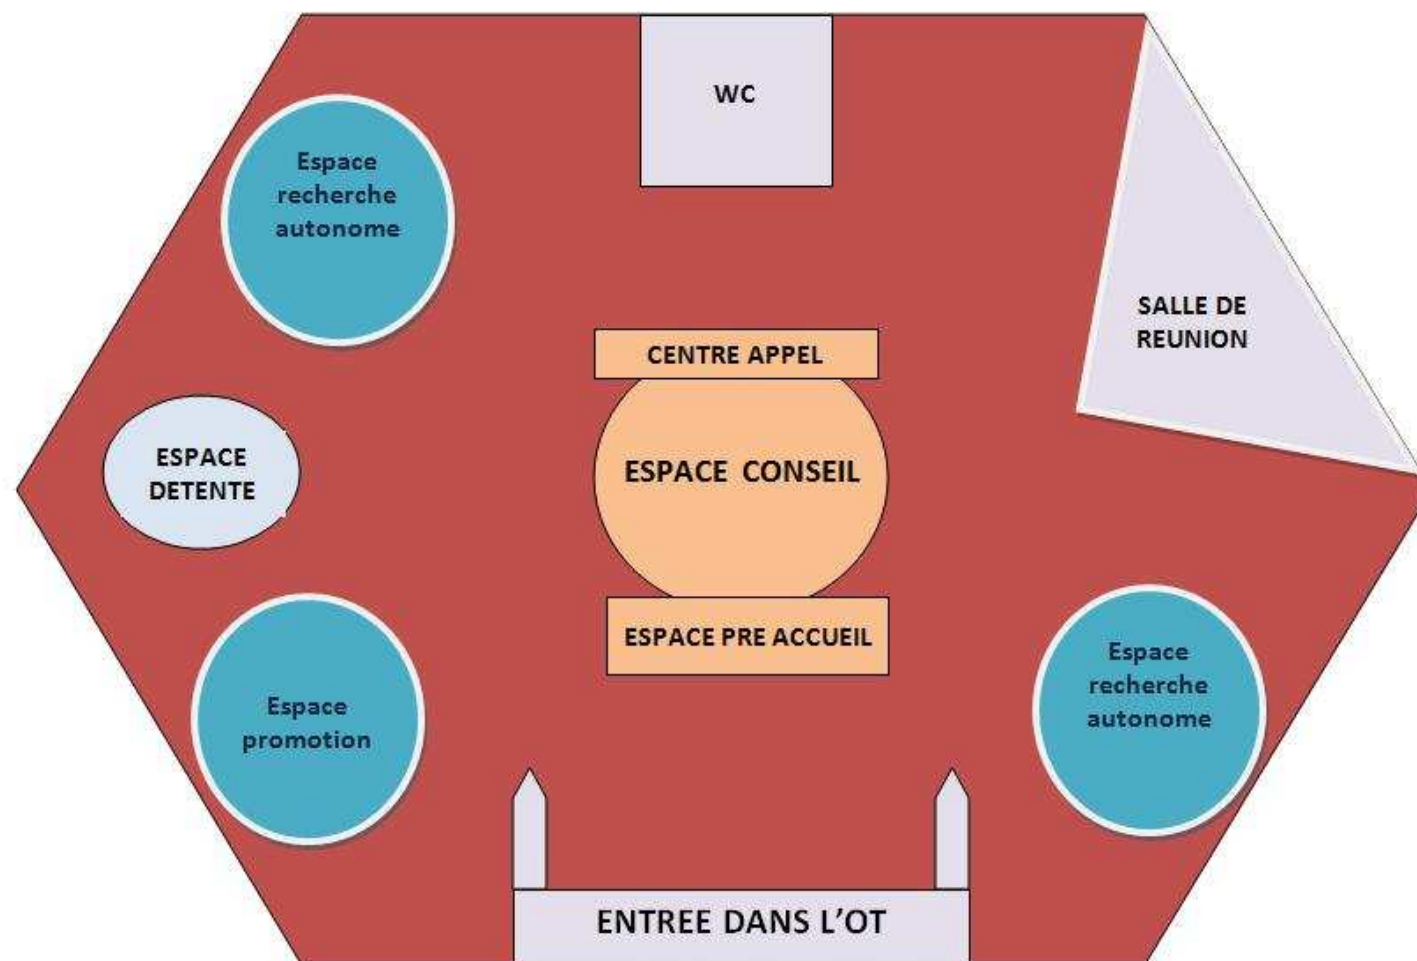 WC
Espace
recherche
autonome
SALLE DE
REUNION
CENTRE APPEL
ESPACE
DETENTE
ESPACE CONSEIL
ESPACE PRE ACCUEIL
Espace
promotion
Espace
recherche
autonome
ENTREE DANS L’OT